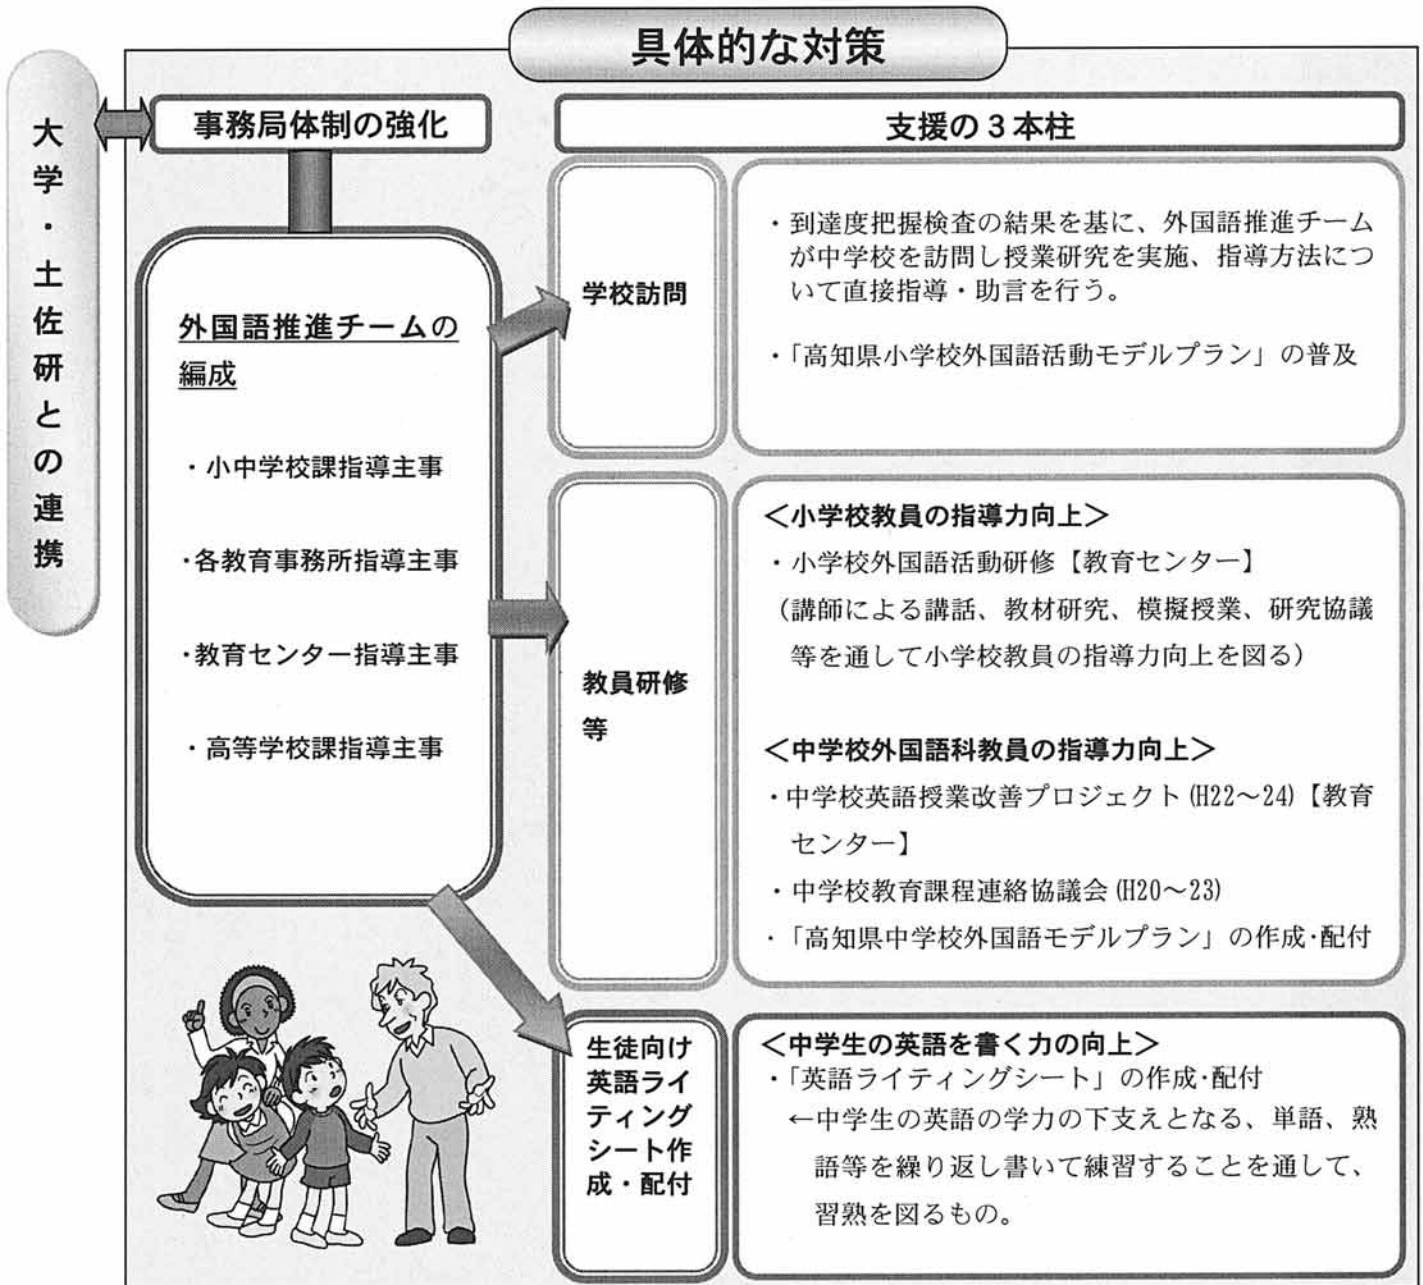 具体的な対策
大学・土佐研との連携
事務局体制の強化
外国語推進チームの
編成
・小中学校課指導主事
・各教育事務所指導主事
・教育センター指導主事
・高等学校課指導主事
支援の3本柱
学校訪問
・到達度把握検査の結果を基に、外国語推進チーム
が中学校を訪問し授業研究を実施、指導方法につ
いて直接指導・助言を行う。
・「高知県小学校外国語活動モデルプラン」の普及
教員研修
等
＜小学校教員の指導力向上＞
・小学校外国語活動研修【教育センター】
（講師による講話、教材研究、模擬授業、研究協議
等を通して小学校教員の指導力向上を図る）
＜中学校外国語科教員の指導力向上＞
・中学校英語授業改善プロジェクト(H22～24)【教育
センター】
・中学校教育課程連絡協議会(H20～23)
・「高知県中学校外国語モデルプラン」の作成・配付
生徒向け
英語ライ
ティング
シート作
成・配付
＜中学生の英語を書く力の向上＞
・「英語ライティングシート」の作成・配付
←中学生の英語の学力の下支えとなる、単語、熟
語等を繰り返し書いて練習することを通して、
習熟を図るもの。